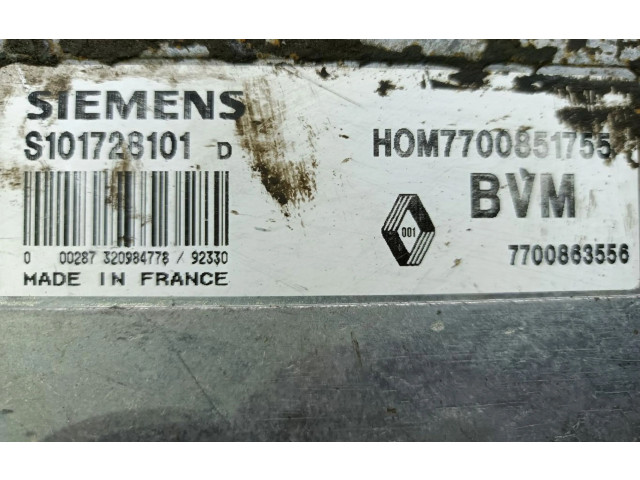 SIEMENS
S101728101 D
HOM7700851755
BVM
001
0 00287 320984778 / 92330
7700863556
MADE IN FRANCE